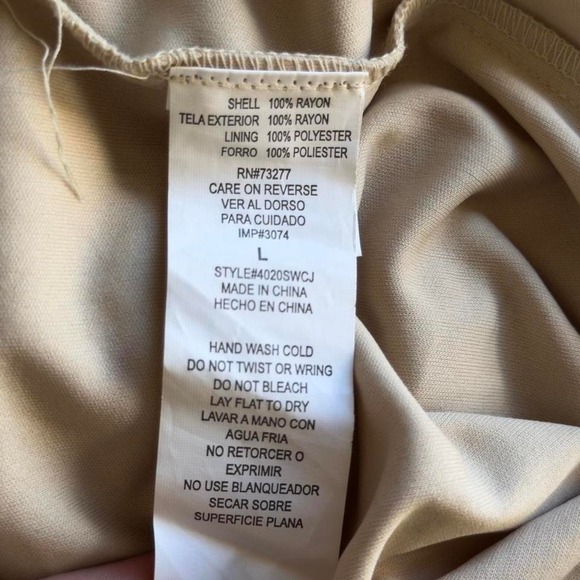 SHELL 100% RAYON
TELA EXTERIOR 100% RAYON
LINING 100% POLYESTER
FORRO 100% POLIESTER
RN#73277
CARE ON REVERSE
VER AL DORSO
PARA CUIDADO
IMP#3074
L
STYLE#4020SWCJ
MADE IN CHINA
HECHO EN CHINA
HAND WASH COLD
DO NOT TWIST OR WRING
DO NOT BLEACH
LAY FLAT TO DRY
LAVAR A MANO CON
AGUA FRIA
NO RETORCER O
EXPRIMIR
NO USE BLANQUEADOR
SECAR SOBRE
SUPERFICIE PLANA